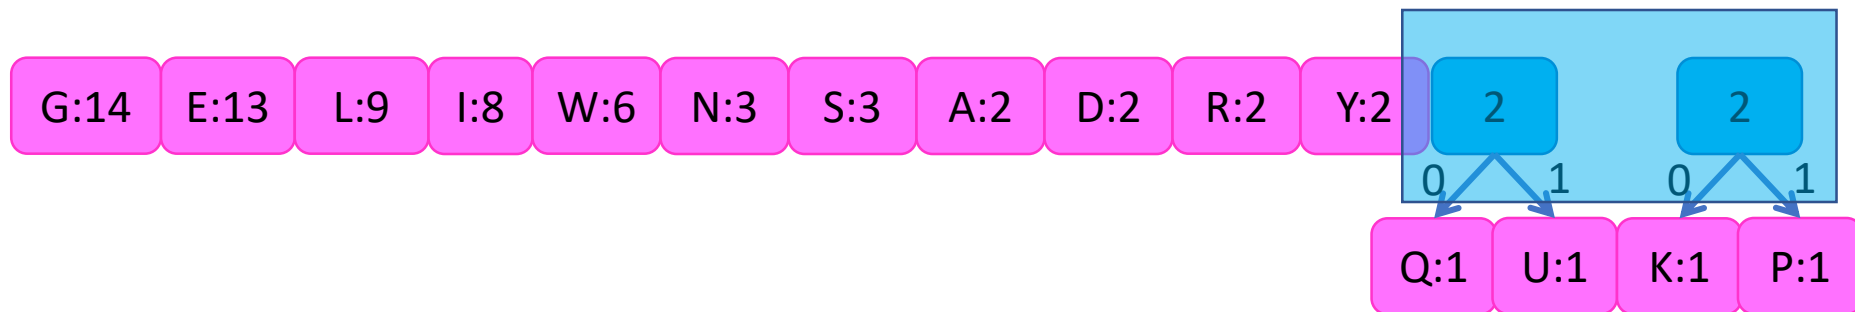 G:14 E:13 L:9 I:8 W:6 N:3 S:3 A:2 D:2 R:2 Y:2 2 2
0 1 0 1
Q:1 U:1 K:1 P:1